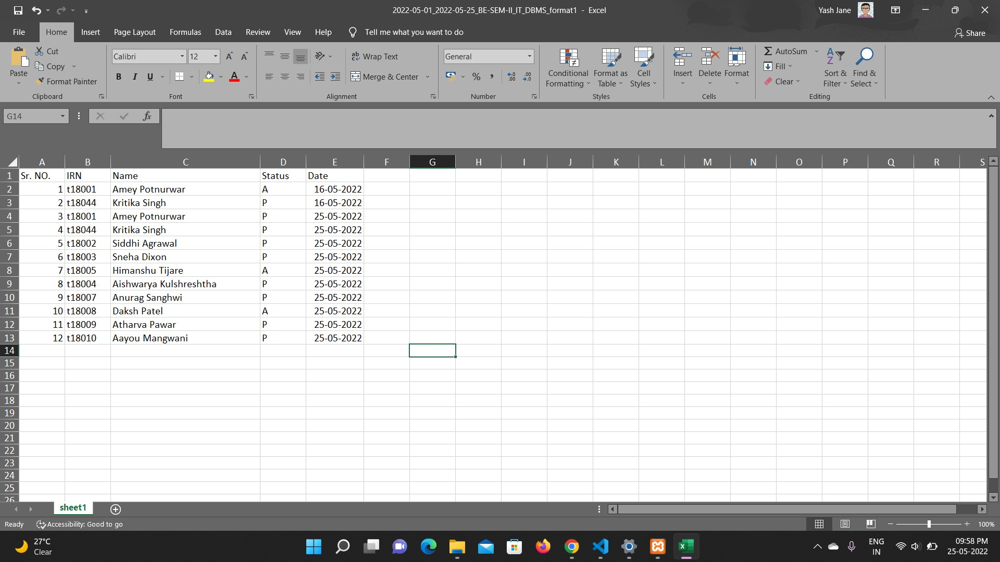 2022-05-01_2022-05-25_BE-SEM-II_IT_DBMS_format1 - Excel
Yash Jane
File Home Insert Page Layout Formulas Data Review View Help Tell me what you want to do Share
Paste
Cut
Copy
Format Painter
Clipboard
Calibri 12
B I U A
Font
ab Wrap Text
Merge & Center
Alignment
General
% ,
Number
Conditional Formatting
Format as Table
Cell Styles
Styles
Insert Delete Format
Cells
AutoSum
Fill
Clear
Sort & Filter
Find & Select
Editing
G14 fx
A B C D E F G H I J K L M N O P Q R S
1 Sr. NO. IRN Name Status Date
2 1 t18001 Amey Potnurwar A 16-05-2022
3 2 t18044 Kritika Singh P 16-05-2022
4 3 t18001 Amey Potnurwar P 25-05-2022
5 4 t18044 Kritika Singh P 25-05-2022
6 5 t18002 Siddhi Agrawal P 25-05-2022
7 6 t18003 Sneha Dixon P 25-05-2022
8 7 t18005 Himanshu Tijare A 25-05-2022
9 8 t18004 Aishwarya Kulshreshtha P 25-05-2022
10 9 t18007 Anurag Sanghwi P 25-05-2022
11 10 t18008 Daksh Patel A 25-05-2022
12 11 t18009 Atharva Pawar P 25-05-2022
13 12 t18010 Aayou Mangwani P 25-05-2022
14
15
16
17
18
19
20
21
22
23
24
25
26
sheet1
Ready Accessibility: Good to go 100%
27°C
Clear
ENG
IN
09:58 PM
25-05-2022